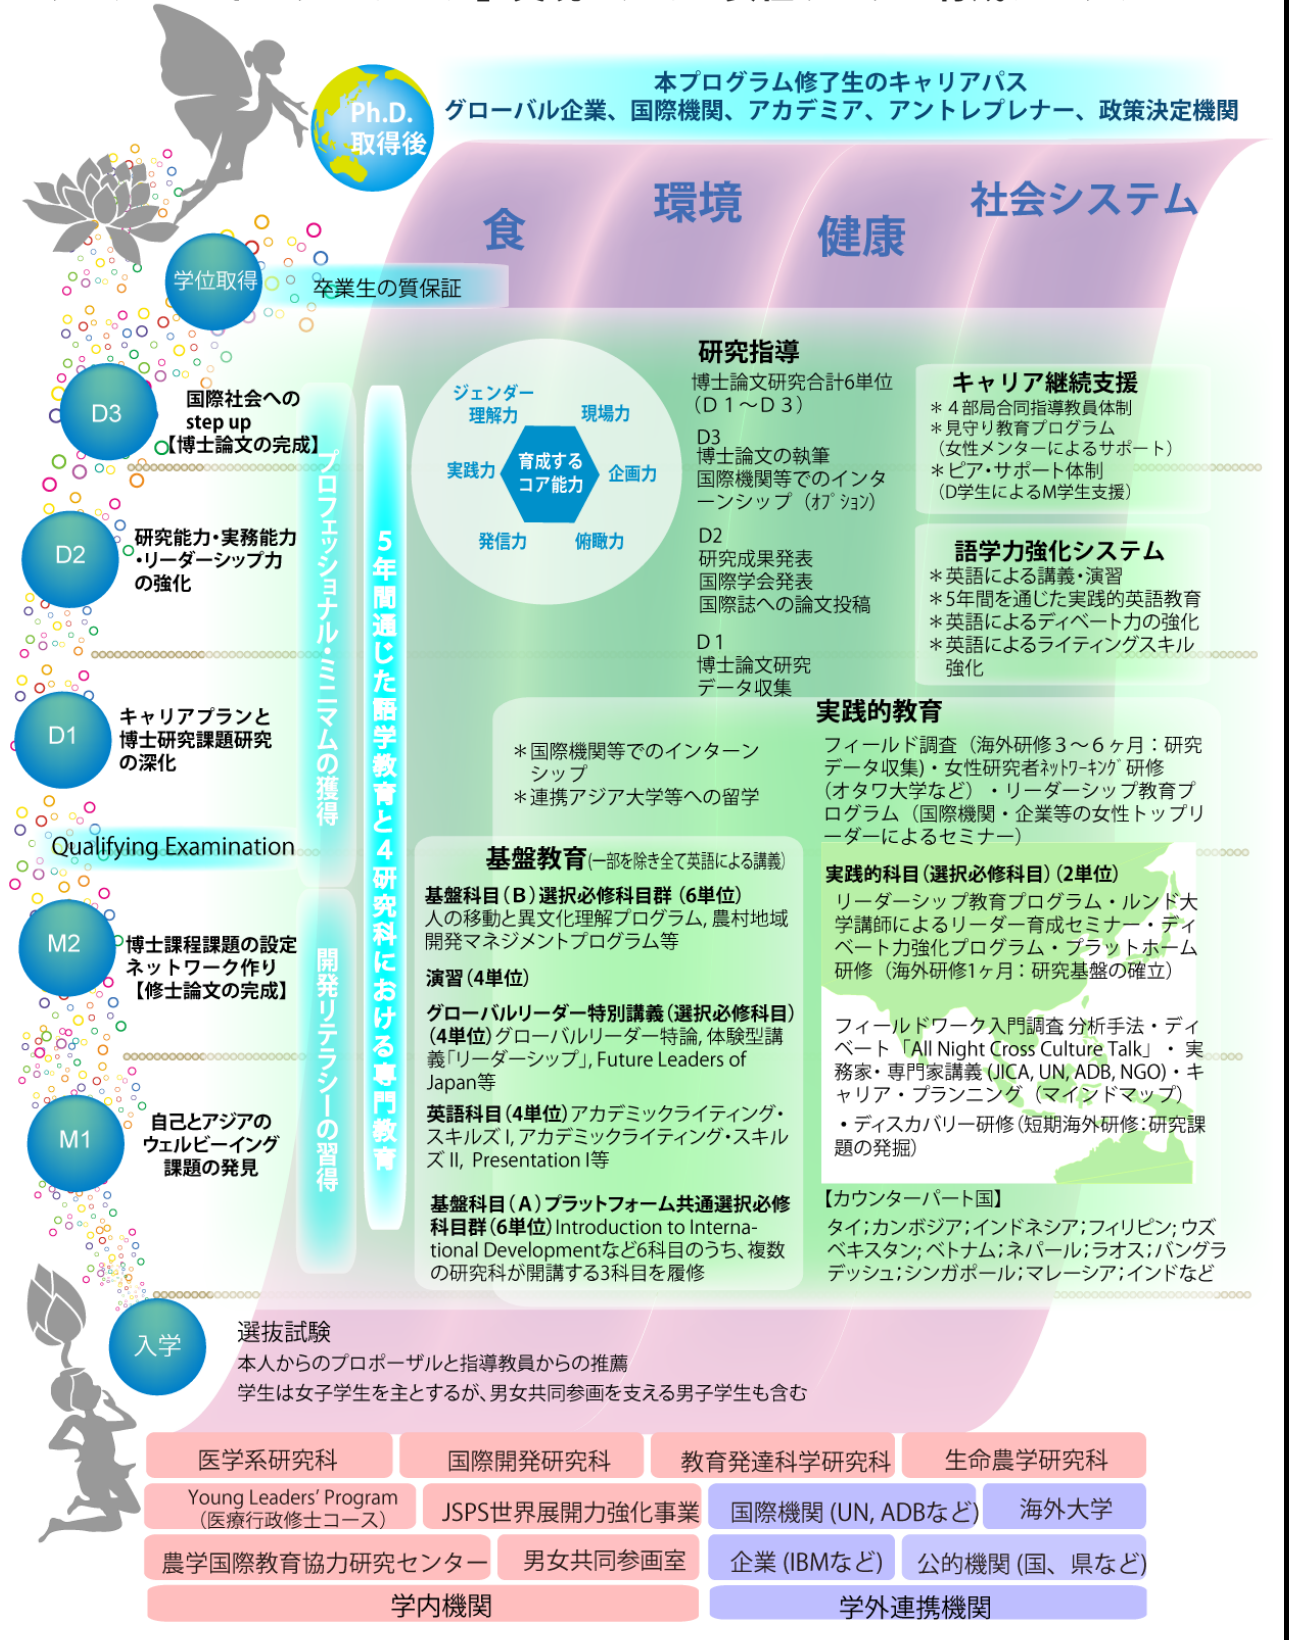 Ph.D.
取得後
本プログラム修了生のキャリアパス
グローバル企業、国際機関、アカデミア、アントレプレナー、政策決定機関
食
環境
健康
社会システム
学位取得
卒業生の質保証
D3
国際社会への
step up
【博士論文の完成】
D2
研究能力・実務能力
・リーダーシップ力
の強化
D1
キャリアプランと
博士研究課題研究
の深化
Qualifying Examination
M2
博士課程課題の設定
ネットワーク作り
【修士論文の完成】
M1
自己とアジアの
ウェルビーイング
課題の発見
プロフェッショナル・ミニマムの獲得
開発リテラシーの習得
5年間通じた語学教育と4研究科における専門教育
ジェンダー
理解力
現場力
実践力
育成する
コア能力
企画力
発信力
俯瞰力
研究指導
博士論文研究合計6単位
（D１～D３）
D3
博士論文の執筆
国際機関等でのインタ
ーンシップ（ｵﾌﾟｼｮﾝ）
D2
研究成果発表
国際学会発表
国際誌への論文投稿
D１
博士論文研究
データ収集
キャリア継続支援
＊４部局合同指導教員体制
＊見守り教育プログラム
（女性メンターによるサポート）
＊ピア・サポート体制
（D学生によるM学生支援）
語学力強化システム
＊英語による講義・演習
＊5年間を通じた実践的英語教育
＊英語によるディベート力の強化
＊英語によるライティングスキル
強化
実践的教育
＊国際機関等でのインターン
シップ
＊連携アジア大学等への留学
フィールド調査（海外研修３～６ヶ月：研究
データ収集)・女性研究者ﾈｯﾄﾜｰｷﾝｸﾞ研修
（オタワ大学など）・リーダーシップ教育プ
ログラム（国際機関・企業等の女性トップリ
ーダーによるセミナー）
基盤教育(一部を除き全て英語による講義)
基盤科目（B）選択必修科目群（6単位）
人の移動と異文化理解プログラム, 農村地域
開発マネジメントプログラム等
演習（4単位）
グローバルリーダー特別講義（選択必修科目）
（4単位）グローバルリーダー特論, 体験型講
義「リーダーシップ」, Future Leaders of
Japan等
英語科目（4単位）アカデミックライティング・
スキルズ I, アカデミックライティング・スキル
ズ II, Presentation I等
基盤科目（A）プラットフォーム共通選択必修
科目群（6単位）Introduction to Interna-
tional Developmentなど6科目のうち、複数
の研究科が開講する3科目を履修
実践的科目（選択必修科目）（2単位）
リーダーシップ教育プログラム・ルンド大
学講師によるリーダー育成セミナー・ディ
ベート力強化プログラム・プラットホーム
研修（海外研修1ヶ月：研究基盤の確立）
フィールドワーク入門調査 分析手法・ディ
ベート「All Night Cross Culture Talk」・ 実
務家・専門家講義 (JICA, UN, ADB, NGO)・キ
ャリア・プランニング（マインドマップ）
・ディスカバリー研修（短期海外研修：研究課
題の発掘）
【カウンターパート国】
タイ；カンボジア；インドネシア；フィリピン；ウズ
ベキスタン；ベトナム；ネパール；ラオス；バングラ
デッシュ；シンガポール；マレーシア；インドなど
入学
選抜試験
本人からのプロポーザルと指導教員からの推薦
学生は女子学生を主とするが、男女共同参画を支える男子学生も含む
医学系研究科
国際開発研究科
教育発達科学研究科
生命農学研究科
Young Leaders’ Program
（医療行政修士コース）
JSPS世界展開力強化事業
国際機関 (UN, ADBなど)
海外大学
農学国際教育協力研究センター
男女共同参画室
企業 (IBMなど)
公的機関 (国、県など)
学内機関
学外連携機関